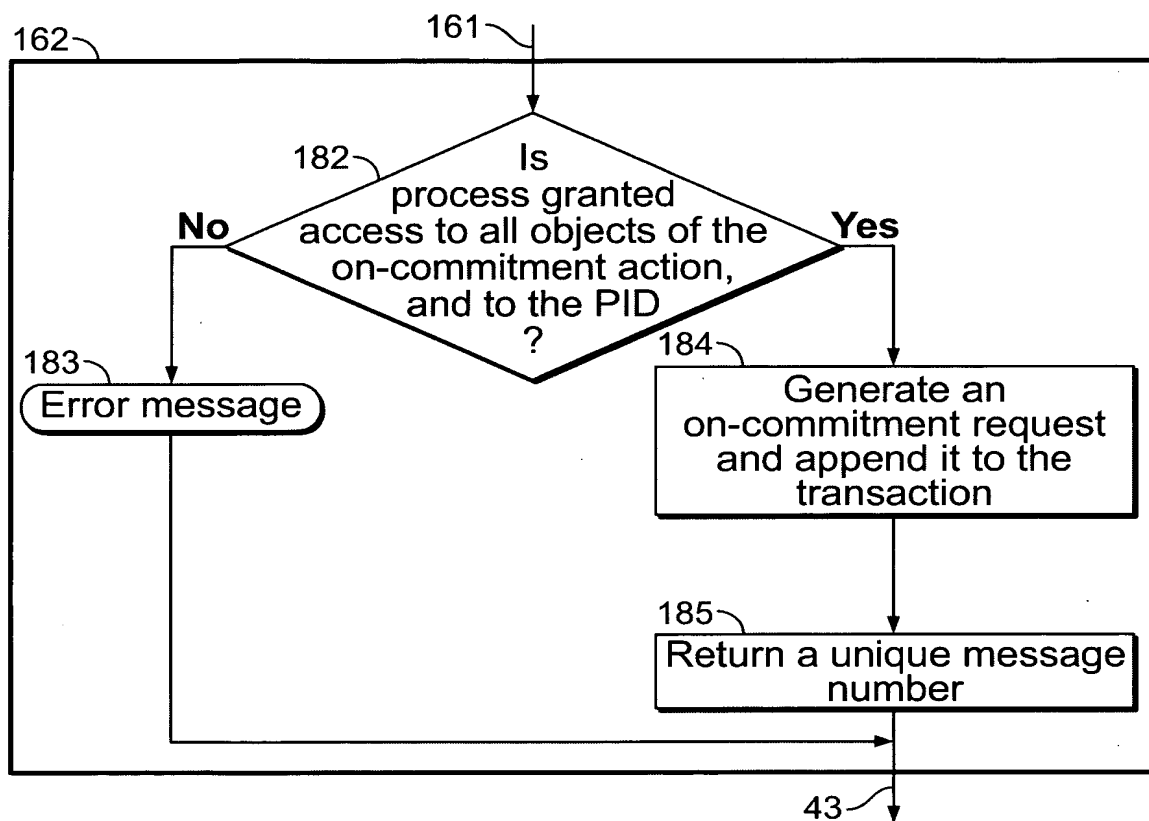 161
162
182
Is
process granted
access to all objects of the
on-commitment action,
and to the PID
?
No
Yes
183
Error message
184
Generate an
on-commitment request
and append it to the
transaction
185
Return a unique message
number
43